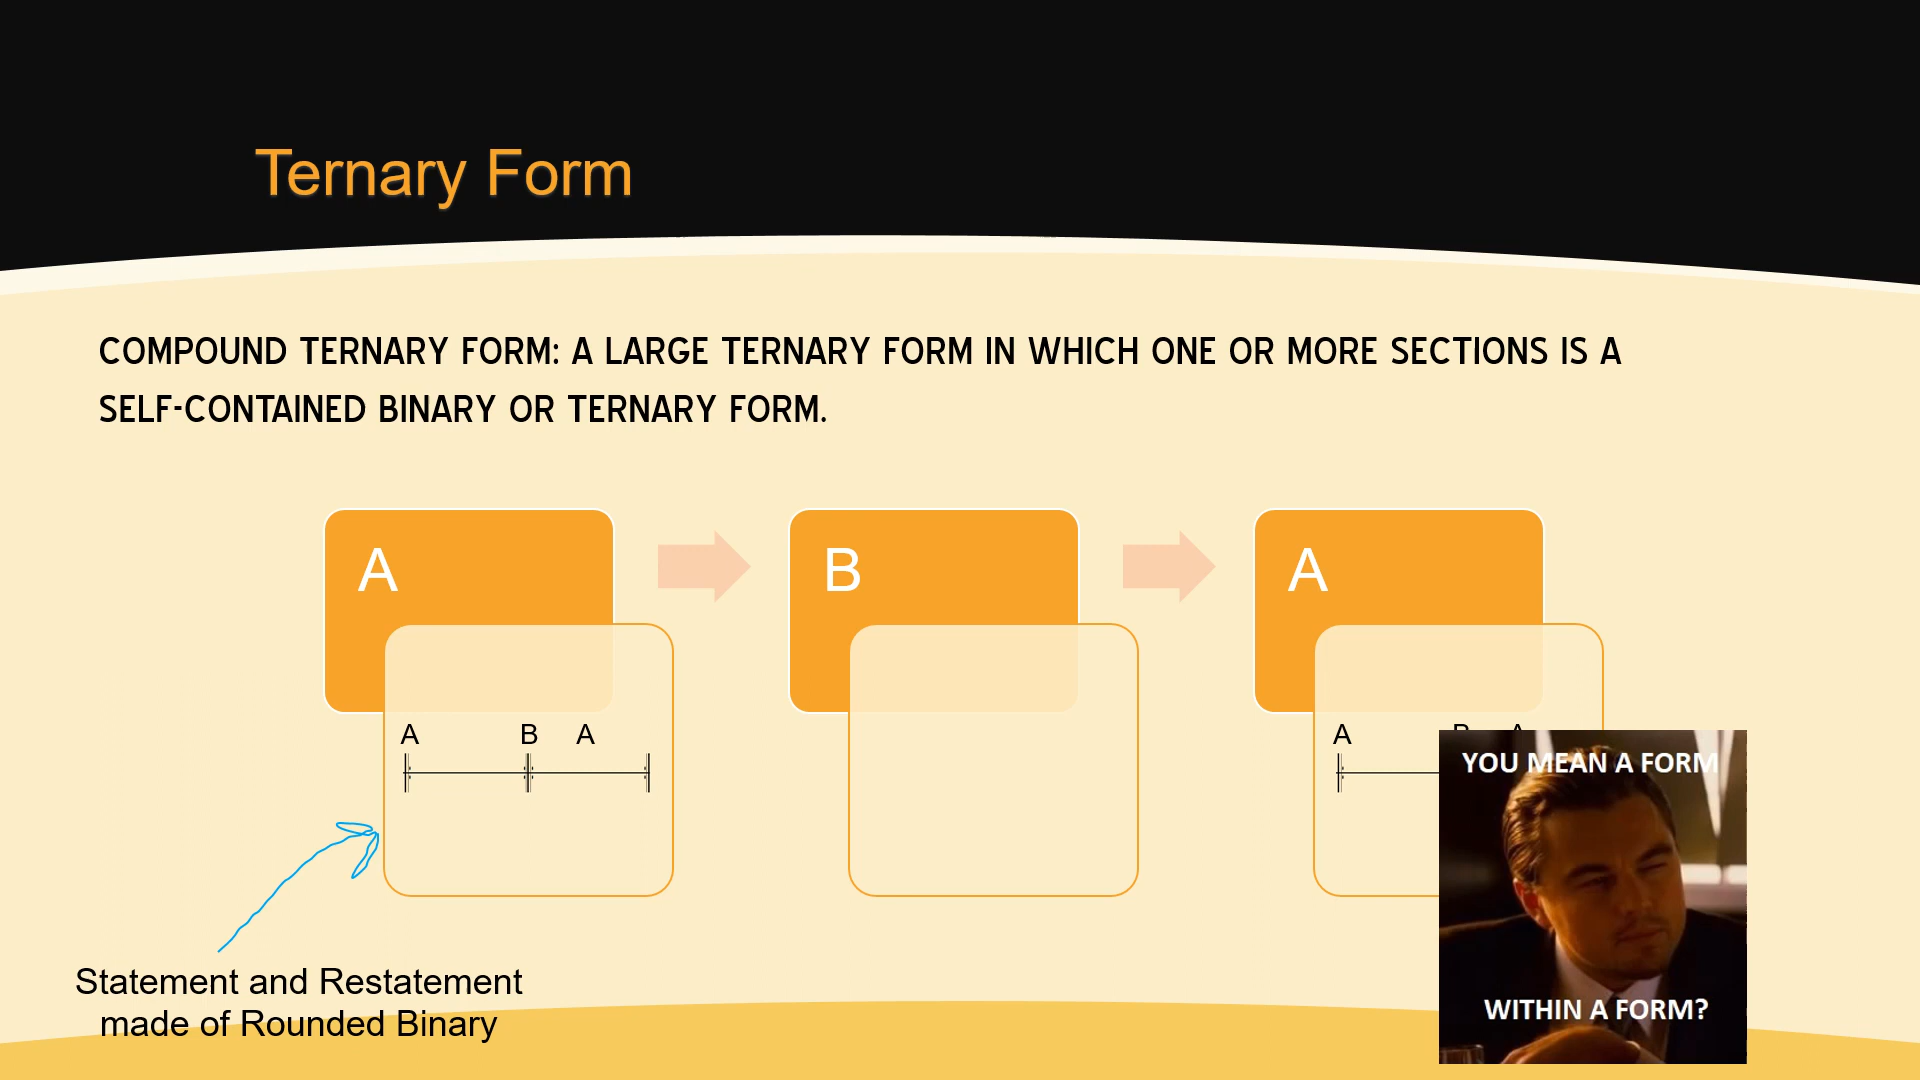 Ternary Form
COMPOUND TERNARY FORM: A LARGE TERNARY FORM IN WHICH ONE OR MORE SECTIONS IS A
SELF-CONTAINED BINARY OR TERNARY FORM.
A B A
A B A
A B A
YOU MEAN A FORM
WITHIN A FORM?
Statement and Restatement
made of Rounded Binary